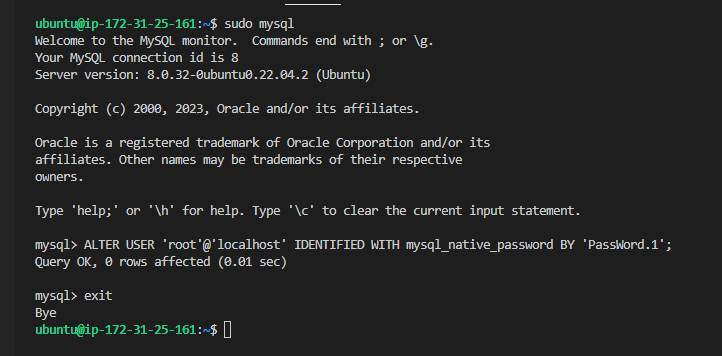 ubuntu@ip-172-31-25-161:~$ sudo mysql
Welcome to the MySQL monitor.  Commands end with ; or \g.
Your MySQL connection id is 8
Server version: 8.0.32-0ubuntu0.22.04.2 (Ubuntu)
Copyright (c) 2000, 2023, Oracle and/or its affiliates.
Oracle is a registered trademark of Oracle Corporation and/or its
affiliates. Other names may be trademarks of their respective
owners.
Type 'help;' or '\h' for help. Type '\c' to clear the current input statement.
mysql> ALTER USER 'root'@'localhost' IDENTIFIED WITH mysql_native_password BY 'PassWord.1';
Query OK, 0 rows affected (0.01 sec)
mysql> exit
Bye
ubuntu@ip-172-31-25-161:~$